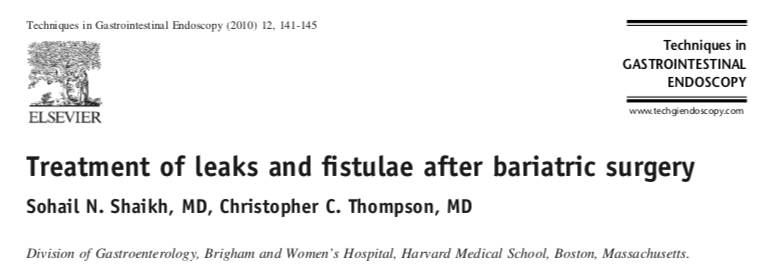 Techniques in Gastrointestinal Endoscopy (2010) 12, 141-145
Techniques in
GASTROINTESTINAL
ENDOSCOPY
ELSEVIER
www.techgiendoscopy.com
Treatment of leaks and fistulae after bariatric surgery
Sohail N. Shaikh, MD, Christopher C. Thompson, MD
Division of Gastroenterology, Brigham and Women's Hospital, Harvard Medical School, Boston, Massachusetts.